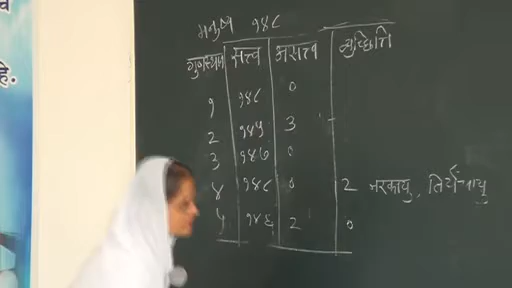 मनुष्य १४८
गुणस्थान सत्त्व असत्त्व व्युच्छित्ति
१ १४८ ०
२ १४५ ३
३ १४७ ०
४ १४८ ० २ नरकायु, तिर्यंचायु
५ १४६ २ ०
है.